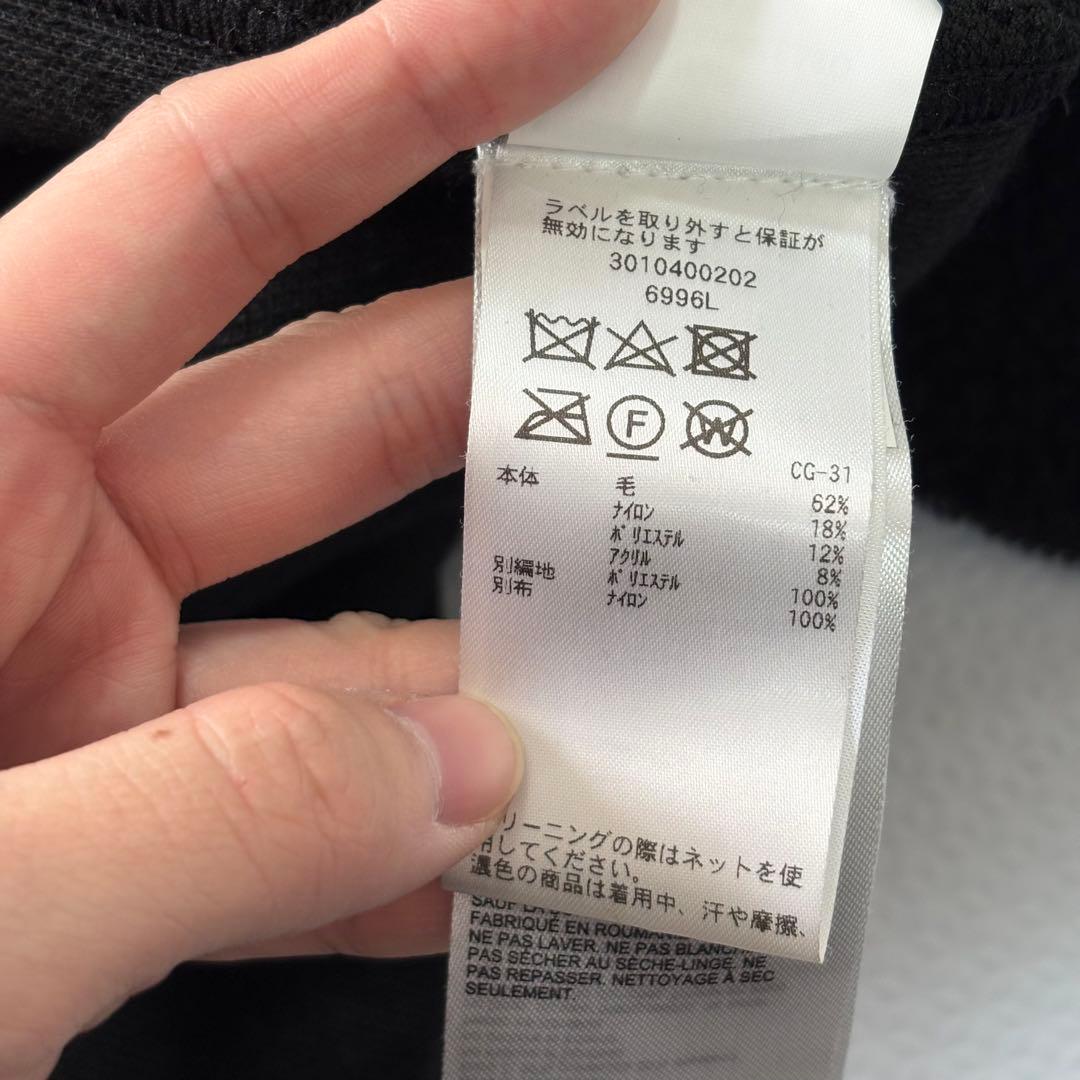 ラベルを取り外すと保証が
無効になります
3010400202
6996L
F W
CG-31
本体 毛 62%
ナイロン 18%
ポリエステル 12%
アクリル 8%
別編地 ポリエステル 100%
別布 ナイロン 100%
リーニングの際はネットを使
用してください。
濃色の商品は着用中、汗や摩擦、
SAUF
FABRIQUÉ EN
NE PAS LAVER. NE PAS
PAS SÉCHER AU SÈCHE-LINGE. NE
PAS REPASSER. NETTOYAGE À SEC
SEULEMENT.